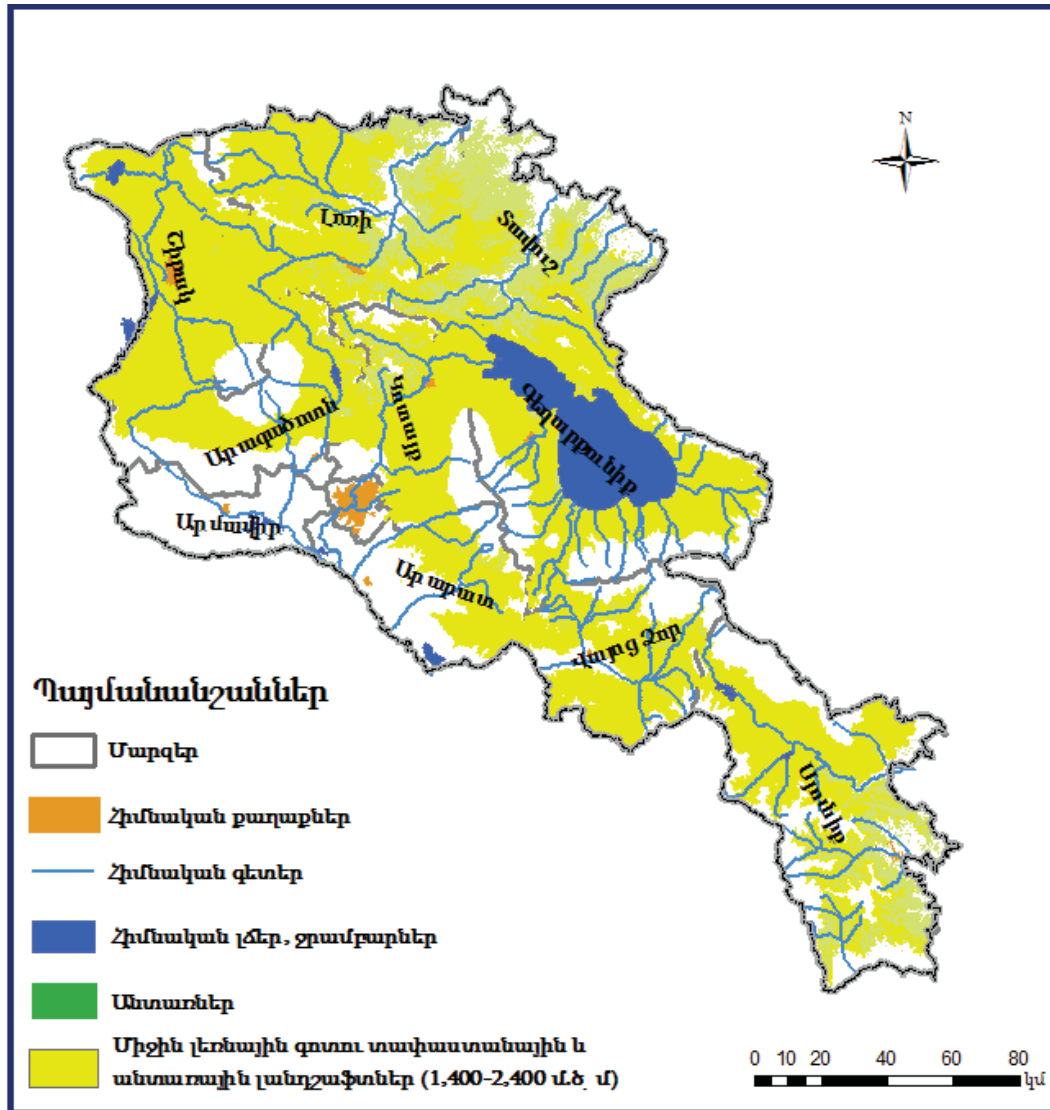 N
Լոռի
Տավուշ
Շիրակ
Արագածոտն
Կոտայք
Գեղարքունիք
Արմավիր
Արարատ
Վայոց Ձոր
Սյունիք
Պայմանանշաններ
Մարզեր
Հիմնական քաղաքներ
Հիմնական գետեր
Հիմնական լճեր, ջրամբարներ
Անտառներ
Միջին լեռնային գոտու տափաստանային և
անտառային լանդշաֆտներ (1,400-2,400 մ.ծ. մ)
0 10 20 40 60 80
կմ